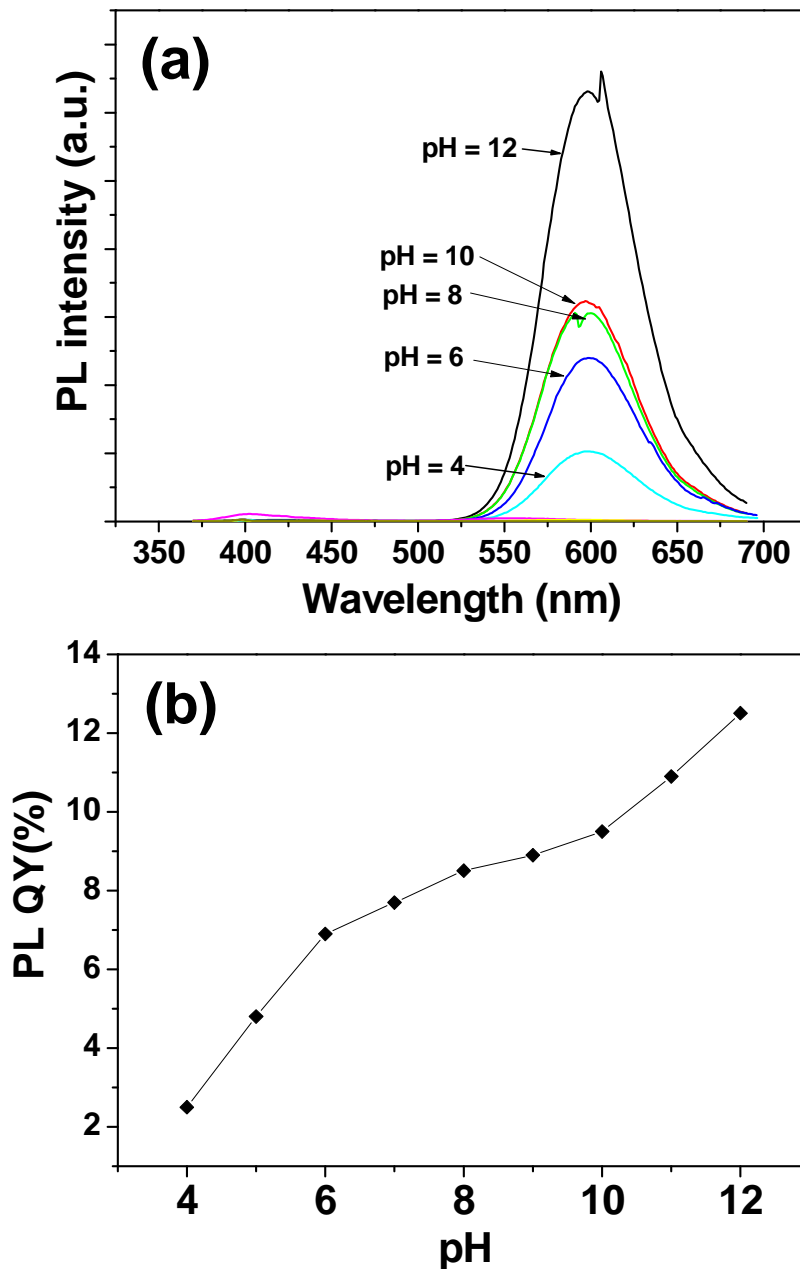 (a)
PL intensity (a.u.)
pH = 12
pH = 10
pH = 8
pH = 6
pH = 4
350 400 450 500 550 600 650 700
Wavelength (nm)
(b)
PL QY(%)
14
12
10
8
6
4
2
4 6 8 10 12
pH